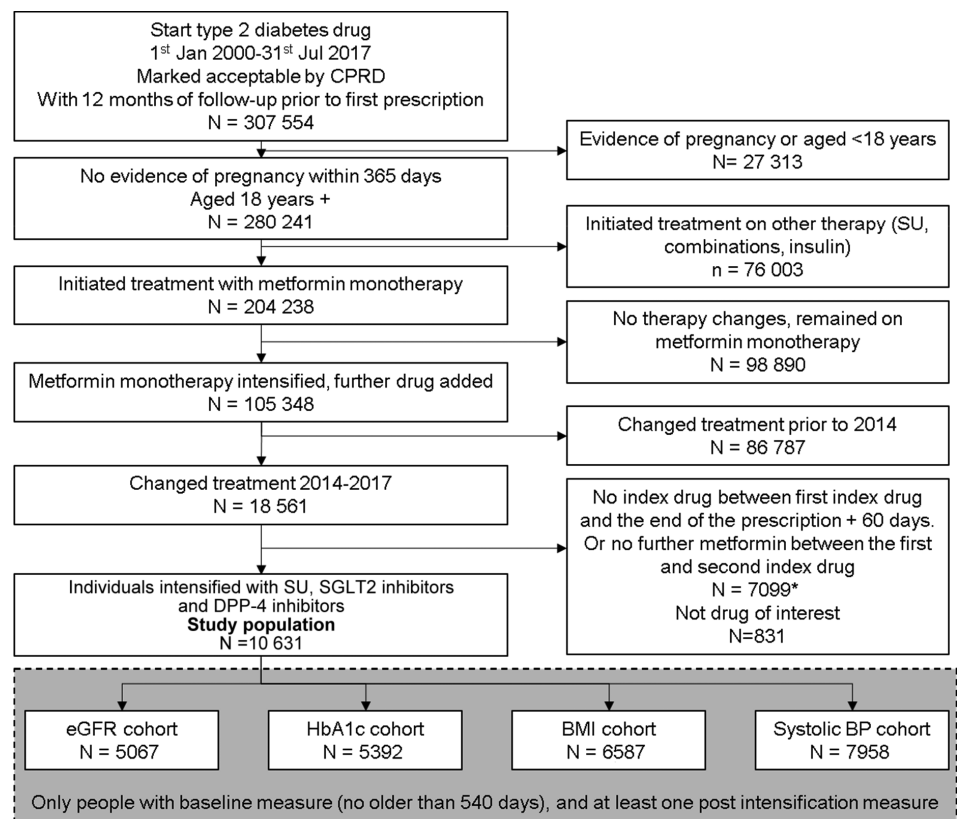 Start type 2 diabetes drug
1st Jan 2000-31st Jul 2017
Marked acceptable by CPRD
With 12 months of follow-up prior to first prescription
N = 307 554
Evidence of pregnancy or aged <18 years
N= 27 313
No evidence of pregnancy within 365 days
Aged 18 years +
N = 280 241
Initiated treatment on other therapy (SU,
combinations, insulin)
n = 76 003
Initiated treatment with metformin monotherapy
N = 204 238
No therapy changes, remained on
metformin monotherapy
N = 98 890
Metformin monotherapy intensified, further drug added
N = 105 348
Changed treatment prior to 2014
N = 86 787
Changed treatment 2014-2017
N = 18 561
No index drug between first index drug
and the end of the prescription + 60 days.
Or no further metformin between the first
and second index drug
N = 7099*
Not drug of interest
N=831
Individuals intensified with SU, SGLT2 inhibitors
and DPP-4 inhibitors
Study population
N =10 631
eGFR cohort
N = 5067
HbA1c cohort
N = 5392
BMI cohort
N = 6587
Systolic BP cohort
N = 7958
Only people with baseline measure (no older than 540 days), and at least one post intensification measure